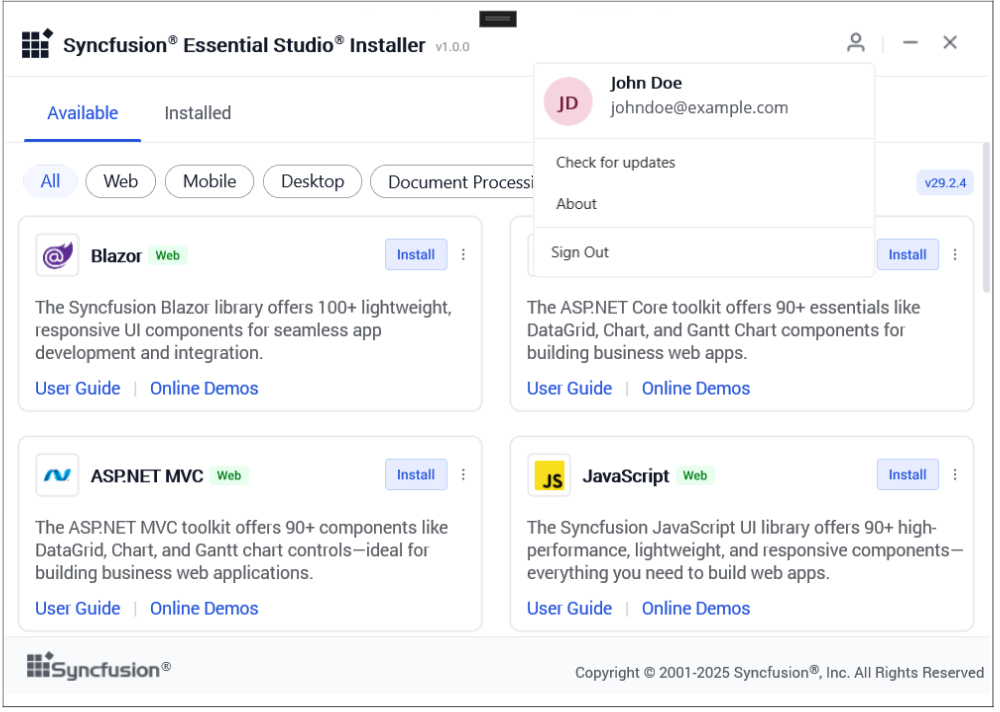 Syncfusion® Essential Studio® Installer v1.0.0
John Doe
JD
johndoe@example.com
Available Installed
Check for updates
All Web Mobile Desktop Document Processi
v29.2.4
About
Sign Out
Blazor Web Install
Install
The Syncfusion Blazor library offers 100+ lightweight,
responsive UI components for seamless app
development and integration.
User Guide | Online Demos
The ASP.NET Core toolkit offers 90+ essentials like
DataGrid, Chart, and Gantt Chart components for
building business web apps.
User Guide | Online Demos
ASP.NET MVC Web Install
The ASP.NET MVC toolkit offers 90+ components like
DataGrid, Chart, and Gantt chart controls—ideal for
building business web applications.
User Guide | Online Demos
JS JavaScript Web Install
The Syncfusion JavaScript UI library offers 90+ high-
performance, lightweight, and responsive components—
everything you need to build web apps.
User Guide | Online Demos
Syncfusion®
Copyright © 2001-2025 Syncfusion®, Inc. All Rights Reserved